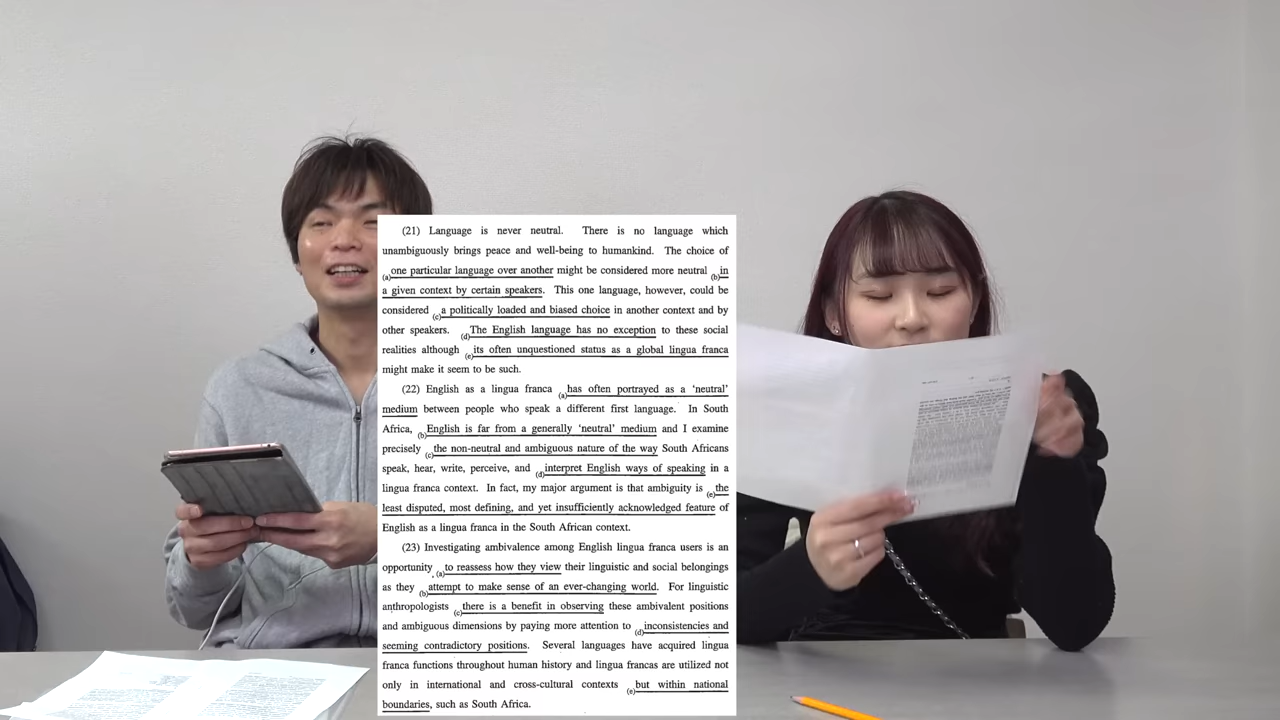 (21) Language is never neutral. There is no language which
unambiguously brings peace and well-being to humankind. The choice of
(a)one particular language over another might be considered more neutral (b)in
a given context by certain speakers. This one language, however, could be
considered (c)a politically loaded and biased choice in another context and by
other speakers. (d)The English language has no exception to these social
realities although (e)its often unquestioned status as a global lingua franca
might make it seem to be such.
(22) English as a lingua franca (a)has often portrayed as a ‘neutral’
medium between people who speak a different first language. In South
Africa, (b)English is far from a generally ‘neutral’ medium and I examine
precisely (c)the non-neutral and ambiguous nature of the way South Africans
speak, hear, write, perceive, and (d)interpret English ways of speaking in a
lingua franca context. In fact, my major argument is that ambiguity is (e)the
least disputed, most defining, and yet insufficiently acknowledged feature of
English as a lingua franca in the South African context.
(23) Investigating ambivalence among English lingua franca users is an
opportunity (a)to reassess how they view their linguistic and social belongings
as they (b)attempt to make sense of an ever-changing world. For linguistic
anthropologists (c)there is a benefit in observing these ambivalent positions
and ambiguous dimensions by paying more attention to (d)inconsistencies and
seeming contradictory positions. Several languages have acquired lingua
franca functions throughout human history and lingua francas are utilized not
only in international and cross-cultural contexts (e)but within national
boundaries, such as South Africa.